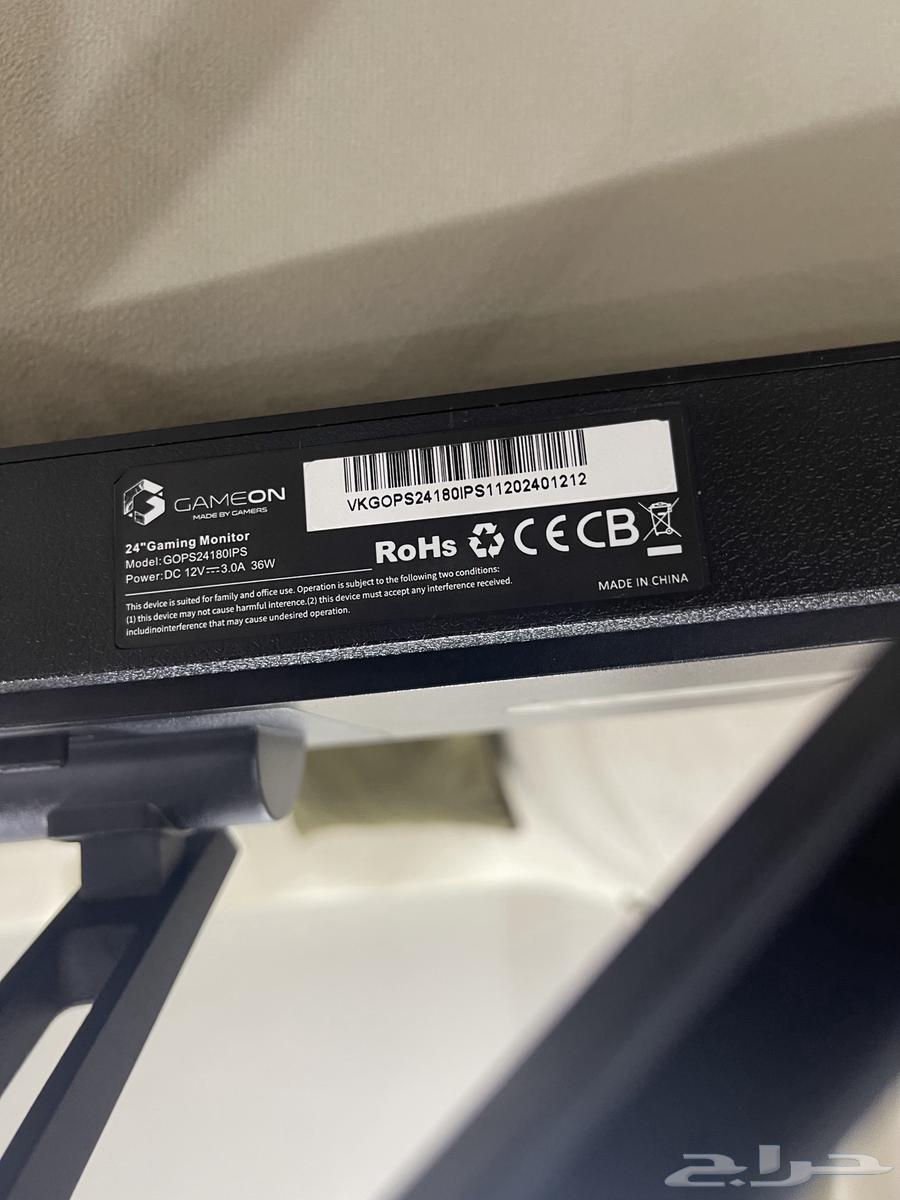 GAMEON
MADE BY GAMERS
VKGOPS24180IPS11202401212
24"Gaming Monitor
Model:GOPS24180IPS
Power:DC 12V⎓3.0A 36W
RoHs CE CB
This device is suited for family and office use. Operation is subject to the following two conditions:
(1) this device may not cause harmful interence.(2) this device must accept any interference received.
includinointerference that may cause undesired operation.
MADE IN CHINA
حراج